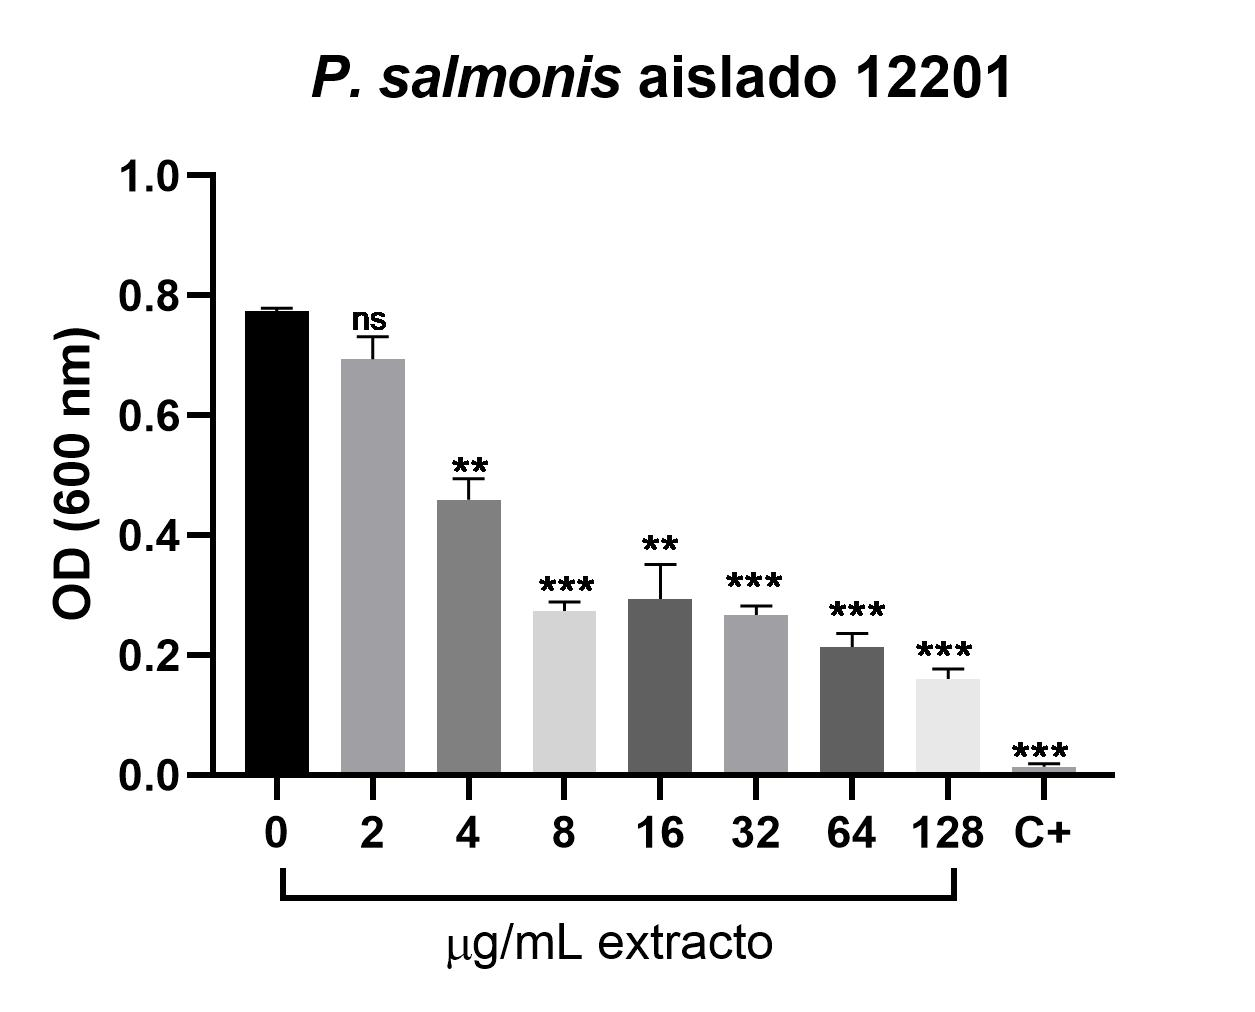 P. salmonis aislado 12201
OD (600 nm)
1.0
0.8
0.6
0.4
0.2
0.0
ns
**
***
**
***
***
***
***
0 2 4 8 16 32 64 128 C+
μg/mL extracto